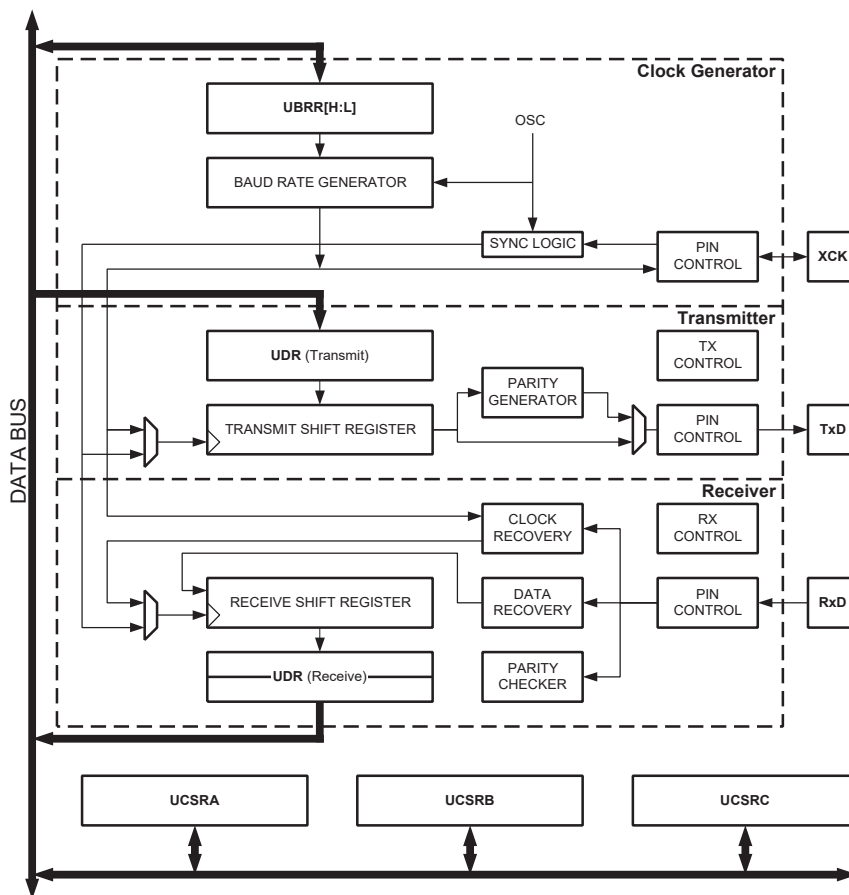 Clock Generator
UBRR[H:L]
OSC
BAUD RATE GENERATOR
SYNC LOGIC
PIN
CONTROL
XCK
Transmitter
UDR (Transmit)
TX
CONTROL
PARITY
GENERATOR
TRANSMIT SHIFT REGISTER
PIN
CONTROL
TxD
DATA BUS
Receiver
CLOCK
RECOVERY
RX
CONTROL
RECEIVE SHIFT REGISTER
DATA
RECOVERY
PIN
CONTROL
RxD
UDR (Receive)
PARITY
CHECKER
UCSRA
UCSRB
UCSRC